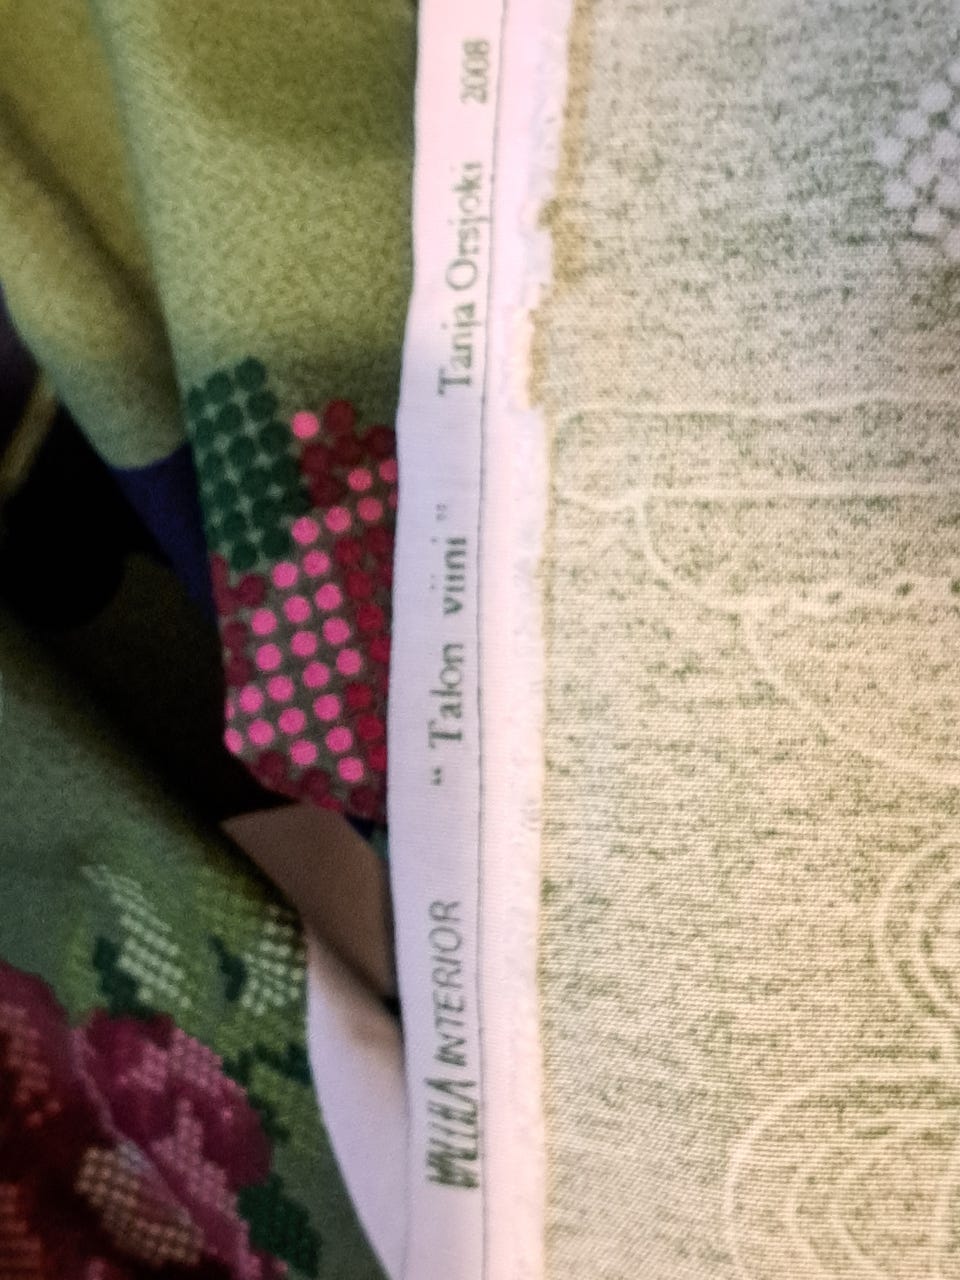 VALLILA INTERIOR “Talon viini” Tanja Orsjoki 2008